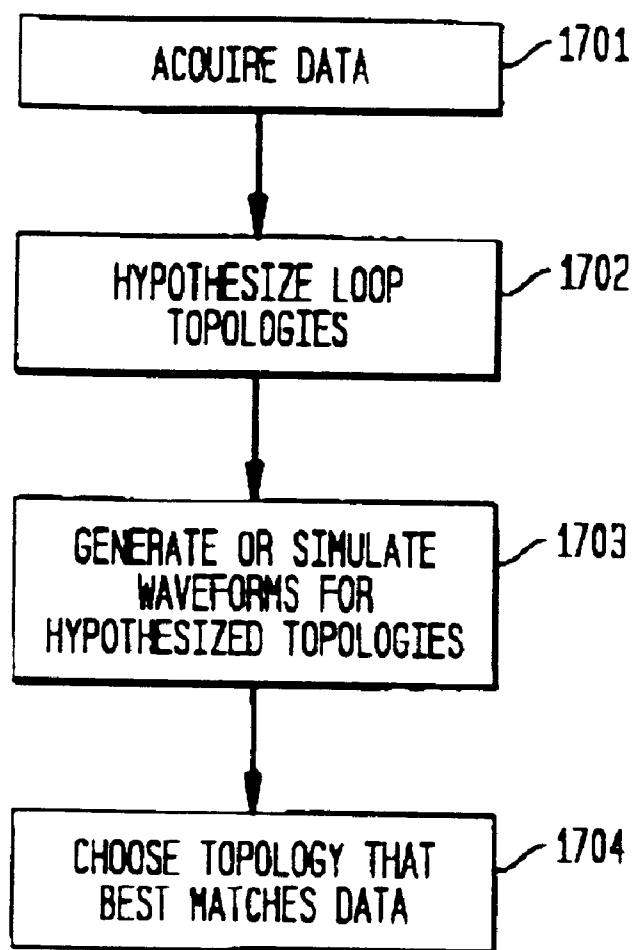 ACQUIRE DATA
1701
HYPOTHESIZE LOOP
TOPOLOGIES
1702
GENERATE OR SIMULATE
WAVEFORMS FOR
HYPOTHESIZED TOPOLOGIES
1703
CHOOSE TOPOLOGY THAT
BEST MATCHES DATA
1704